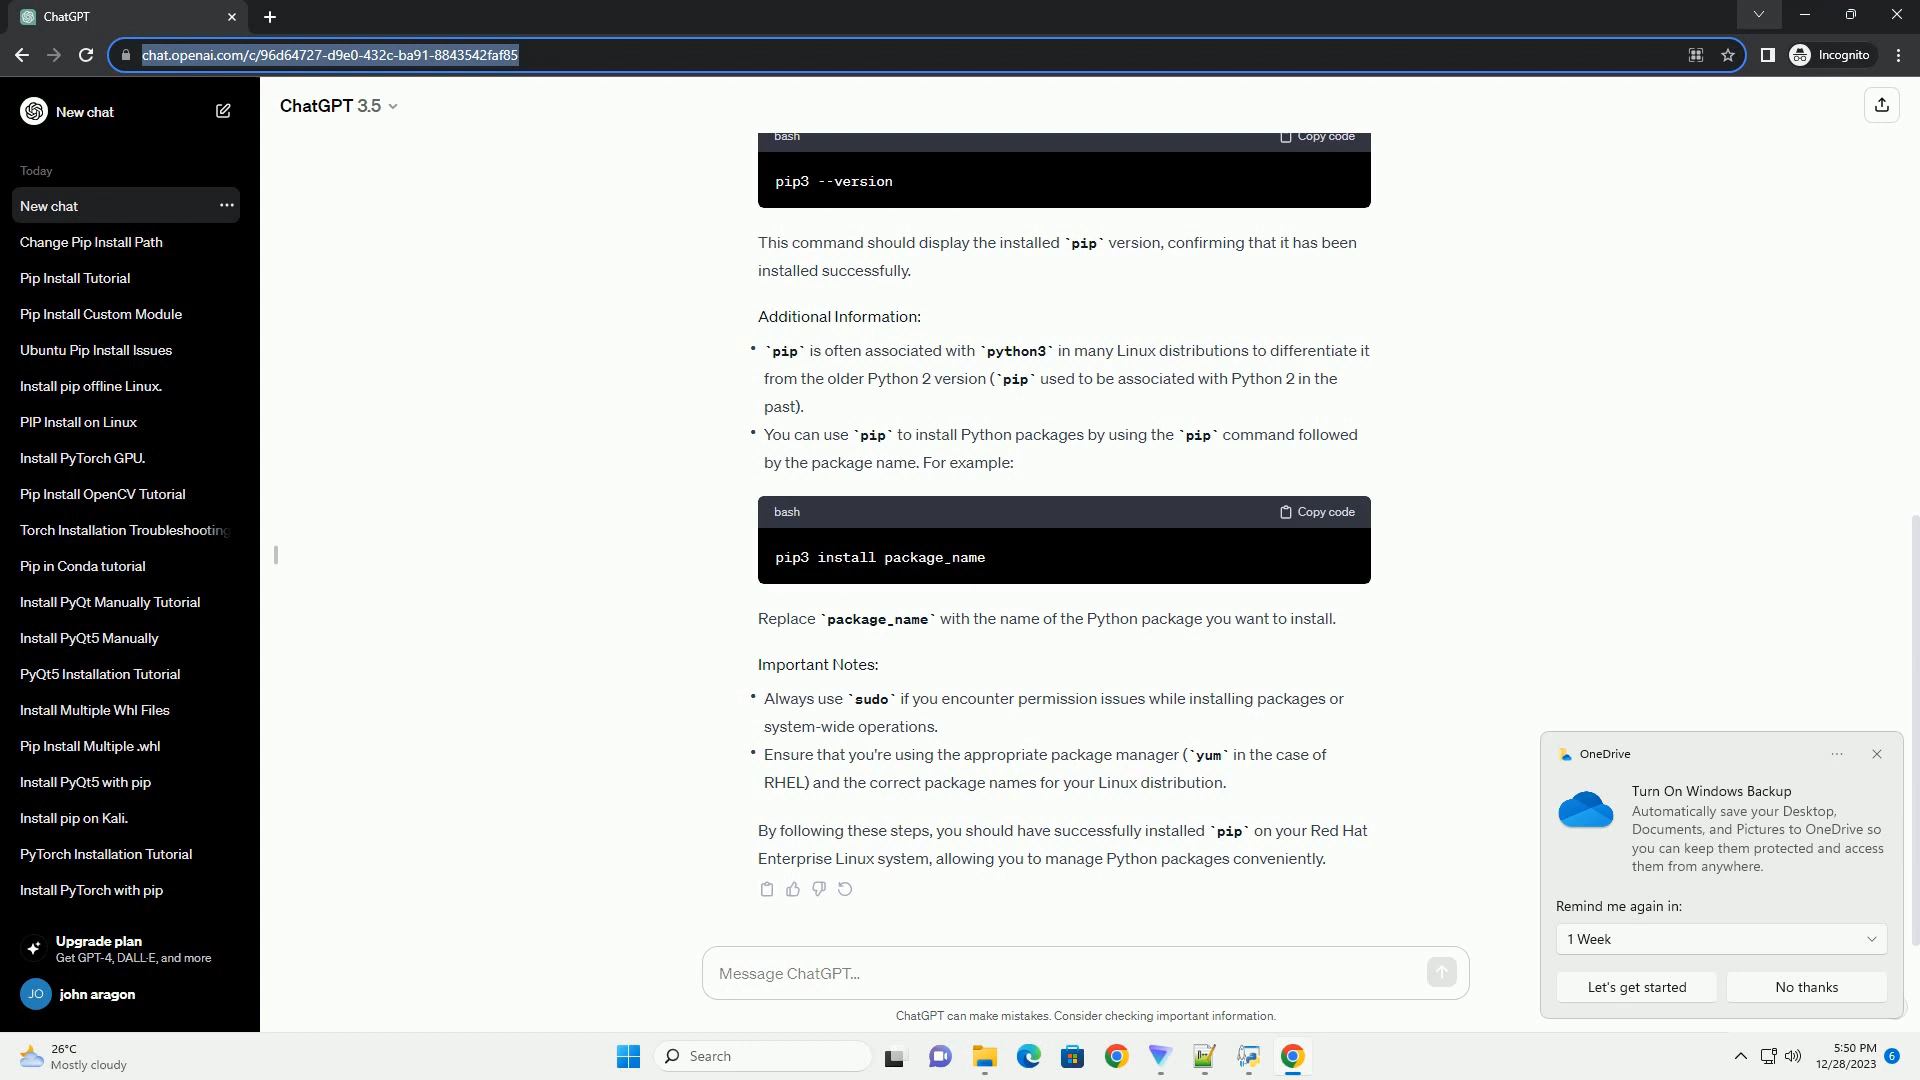 ChatGPT
chat.openai.com/c/96d64727-d9e0-432c-ba91-8843542faf85
Incognito
New chat
ChatGPT 3.5
Today
New chat
Change Pip Install Path
Pip Install Tutorial
Pip Install Custom Module
Ubuntu Pip Install Issues
Install pip offline Linux.
PIP Install on Linux
Install PyTorch GPU.
Pip Install OpenCV Tutorial
Torch Installation Troubleshooting
Pip in Conda tutorial
Install PyQt Manually Tutorial
Install PyQt5 Manually
PyQt5 Installation Tutorial
Install Multiple Whl Files
Pip Install Multiple .whl
Install PyQt5 with pip
Install pip on Kali.
PyTorch Installation Tutorial
Install PyTorch with pip
Upgrade plan
Get GPT-4, DALL·E, and more
JO john aragon
bash Copy code
pip3 --version
This command should display the installed `pip` version, confirming that it has been
installed successfully.
Additional Information:
• `pip` is often associated with `python3` in many Linux distributions to differentiate it
from the older Python 2 version (`pip` used to be associated with Python 2 in the
past).
• You can use `pip` to install Python packages by using the `pip` command followed
by the package name. For example:
bash Copy code
pip3 install package_name
Replace `package_name` with the name of the Python package you want to install.
Important Notes:
• Always use `sudo` if you encounter permission issues while installing packages or
system-wide operations.
• Ensure that you're using the appropriate package manager (`yum` in the case of
RHEL) and the correct package names for your Linux distribution.
By following these steps, you should have successfully installed `pip` on your Red Hat
Enterprise Linux system, allowing you to manage Python packages conveniently.
Message ChatGPT...
ChatGPT can make mistakes. Consider checking important information.
OneDrive
Turn On Windows Backup
Automatically save your Desktop,
Documents, and Pictures to OneDrive so
you can keep them protected and access
them from anywhere.
Remind me again in:
1 Week
Let's get started
No thanks
26°C
Mostly cloudy
Search
5:50 PM
12/28/2023
6